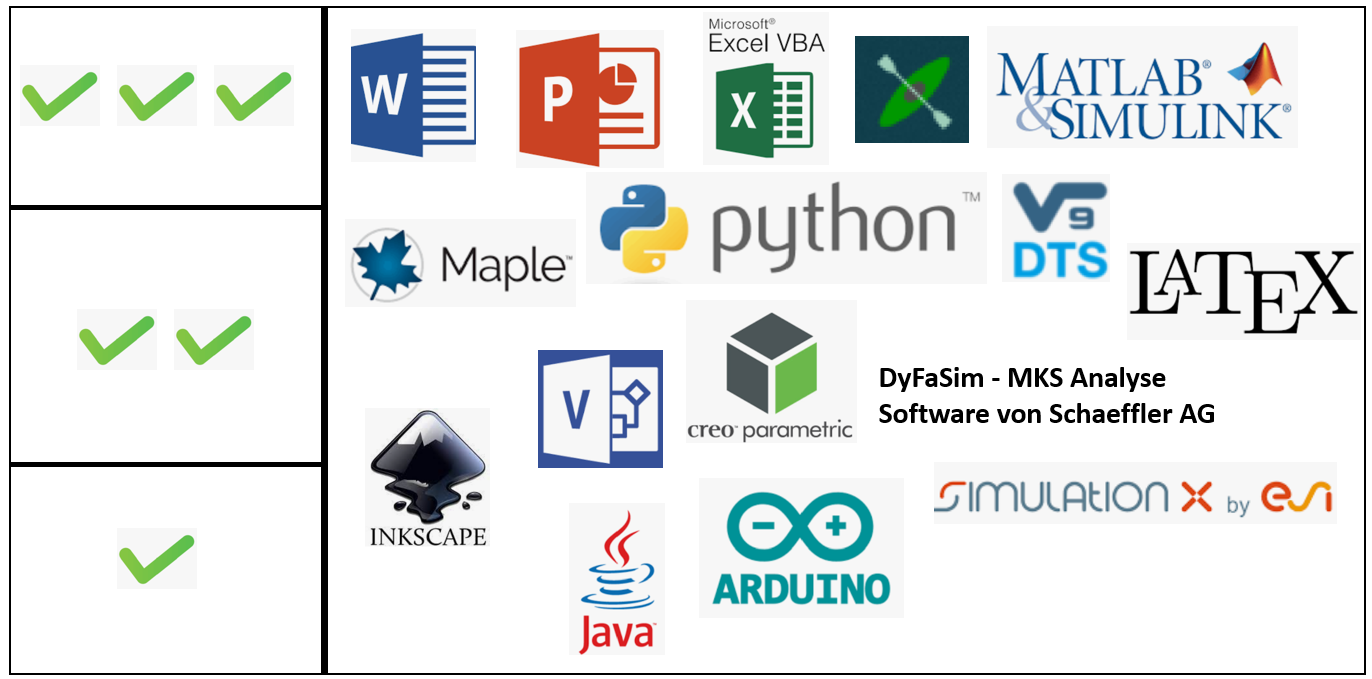 Microsoft®
Excel VBA
W
P
X
MATLAB®
&SIMULINK®
Maple™
python™
V9
DTS
LATEX
V
creo™ parametric
DyFaSim - MKS Analyse
Software von Schaeffler AG
INKSCAPE
SIMULATION X by esi
Java™
ARDUINO